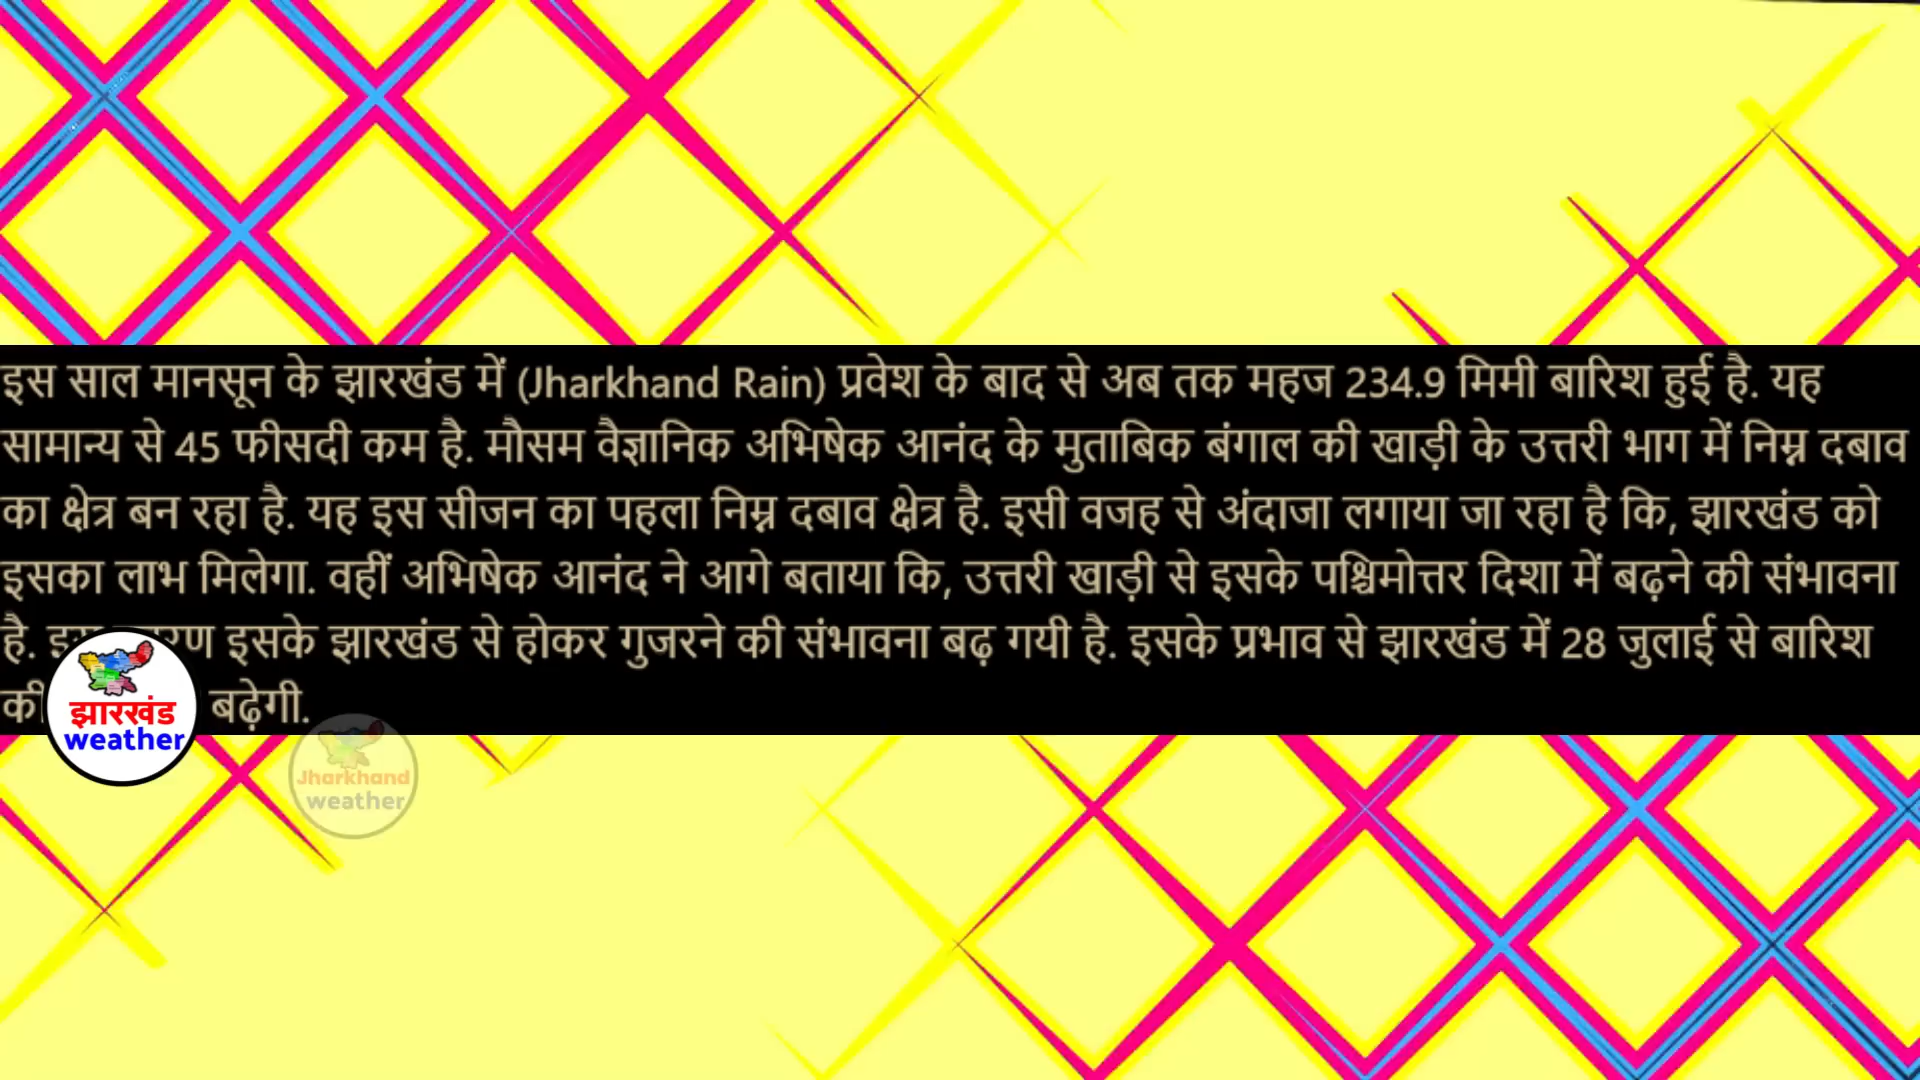 इस साल मानसून के झारखंड में (Jharkhand Rain) प्रवेश के बाद से अब तक महज 234.9 मिमी बारिश हुई है. यह
सामान्य से 45 फीसदी कम है. मौसम वैज्ञानिक अभिषेक आनंद के मुताबिक बंगाल की खाड़ी के उत्तरी भाग में निम्न दबाव
का क्षेत्र बन रहा है. यह इस सीजन का पहला निम्न दबाव क्षेत्र है. इसी वजह से अंदाजा लगाया जा रहा है कि, झारखंड को
इसका लाभ मिलेगा. वहीं अभिषेक आनंद ने आगे बताया कि, उत्तरी खाड़ी से इसके पश्चिमोत्तर दिशा में बढ़ने की संभावना
है. इसके झारखंड से होकर गुजरने की संभावना बढ़ गयी है. इसके प्रभाव से झारखंड में 28 जुलाई से बारिश
बढ़ेगी.
झारखंड
weather
Jharkhand
weather